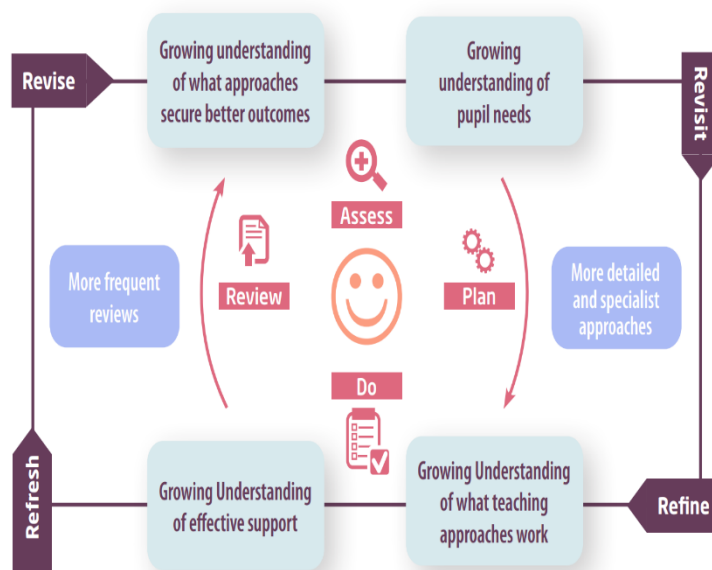 Revise
Growing understanding
of what approaches
secure better outcomes
Growing
understanding of
pupil needs
Revisit
Assess
More frequent
reviews
Review
Plan
More detailed
and specialist
approaches
Do
Refresh
Growing Understanding
of effective support
Growing Understanding
of what teaching
approaches work
Refine